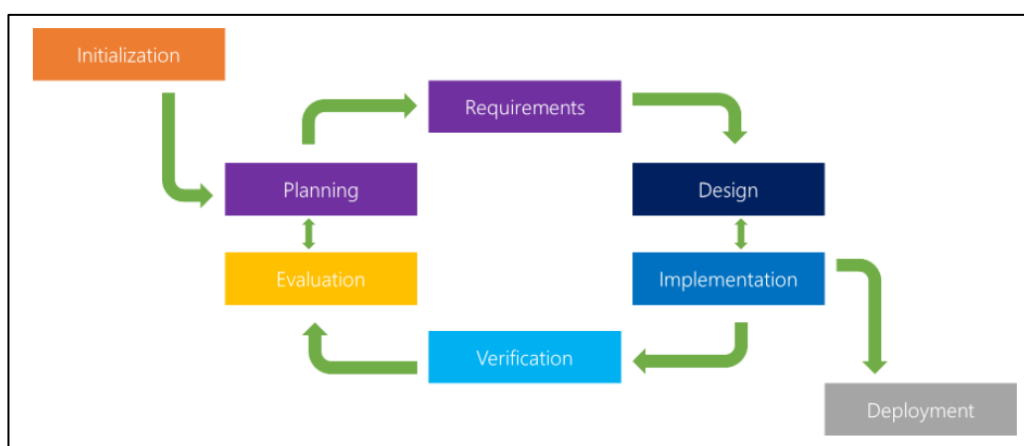 Initialization
Requirements
Planning
Design
Evaluation
Implementation
Verification
Deployment